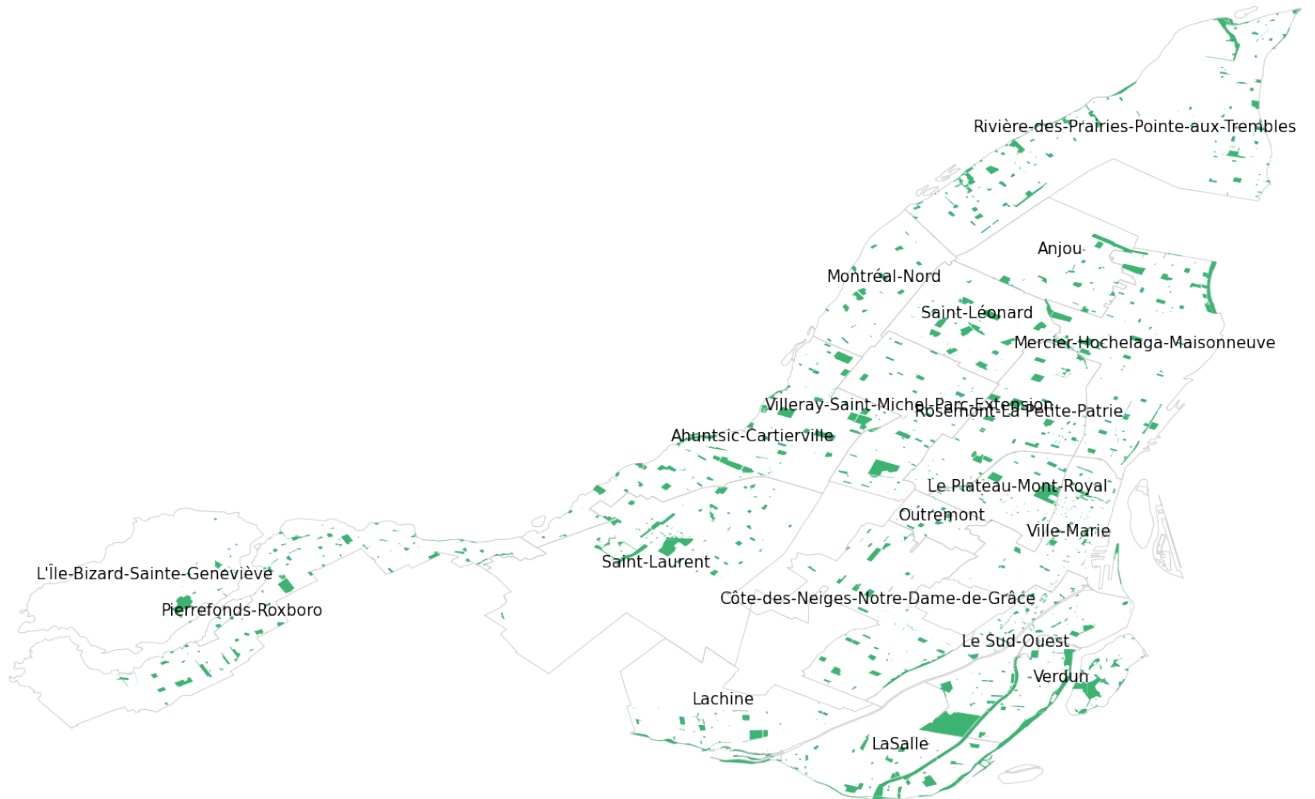 Rivière-des-Prairies-Pointe-aux-Trembles
Anjou
Montréal-Nord
Saint-Léonard
Mercier-Hochelaga-Maisonneuve
Villeray-Saint-Michel-Parc-Extension
Rosemont-La Petite-Patrie
Ahuntsic-Cartierville
Le Plateau-Mont-Royal
Outremont
Ville-Marie
Saint-Laurent
L'Île-Bizard-Sainte-Geneviève
Côte-des-Neiges-Notre-Dame-de-Grâce
Pierrefonds-Roxboro
Le Sud-Ouest
Verdun
Lachine
LaSalle